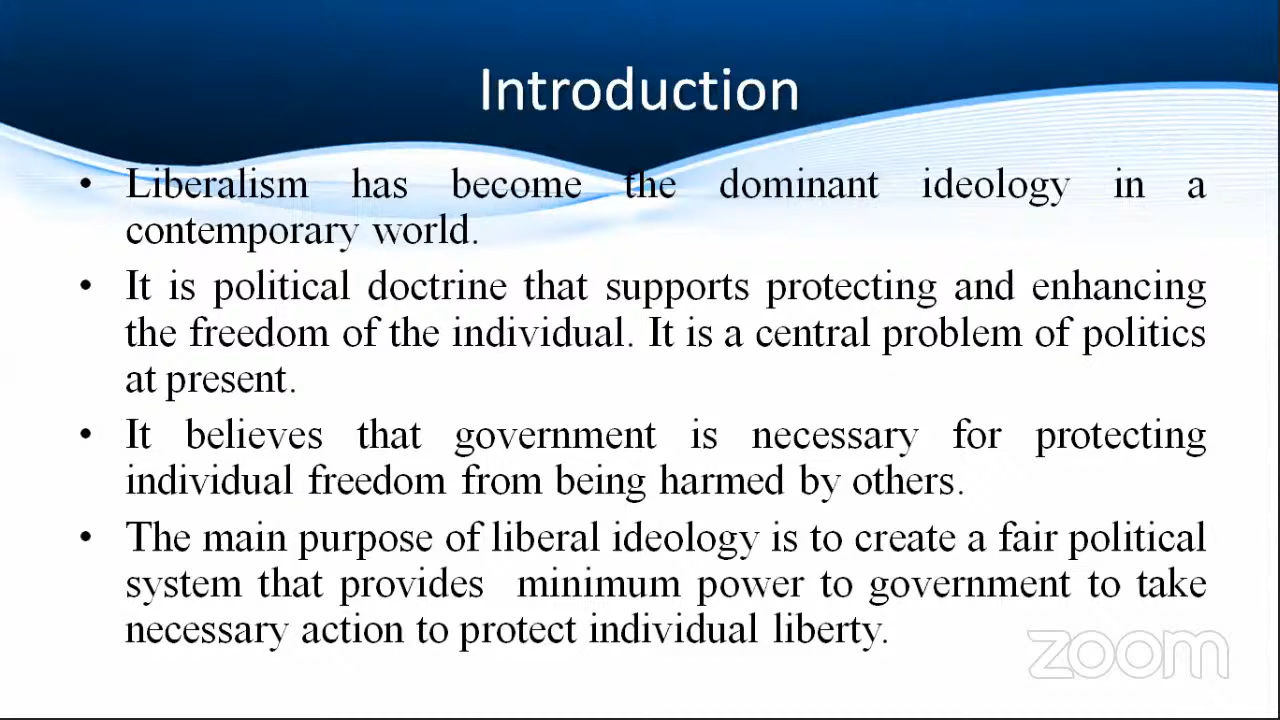 Introduction
• Liberalism has become the dominant ideology in a
contemporary world.
• It is political doctrine that supports protecting and enhancing
the freedom of the individual. It is a central problem of politics
at present.
• It believes that government is necessary for protecting
individual freedom from being harmed by others.
• The main purpose of liberal ideology is to create a fair political
system that provides  minimum power to government to take
necessary action to protect individual liberty.
zoom